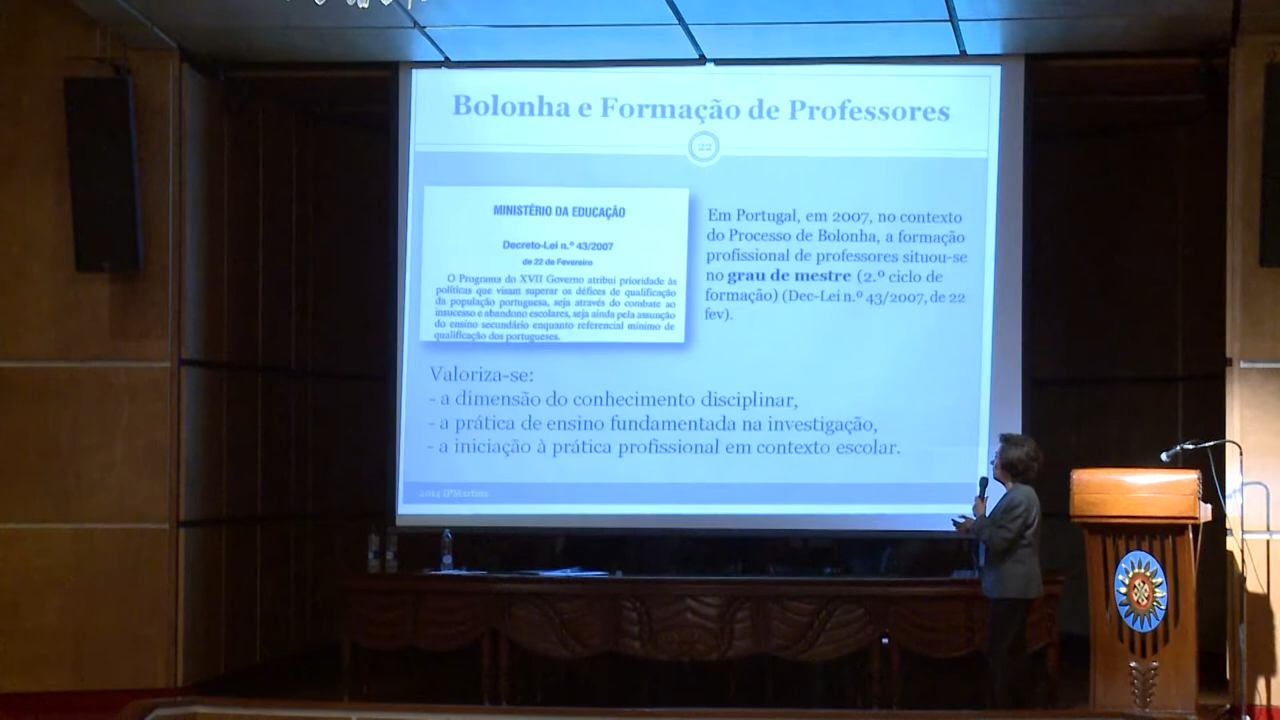 Bolonha e Formação de Professores
22
MINISTÉRIO DA EDUCAÇÃO
Decreto-Lei n.º 43/2007
de 22 de Fevereiro
O Programa do XVII Governo atribui prioridade às
políticas que visam superar os défices de qualificação
da população portuguesa, seja através do combate ao
insucesso e abandono escolares, seja ainda pela assunção
do ensino secundário enquanto referencial mínimo de
qualificação dos portugueses.
Em Portugal, em 2007, no contexto
do Processo de Bolonha, a formação
profissional de professores situou-se
no grau de mestre (2.º ciclo de
formação) (Dec-Lei n.º 43/2007, de 22
fev).
Valoriza-se:
- a dimensão do conhecimento disciplinar,
- a prática de ensino fundamentada na investigação,
- a iniciação à prática profissional em contexto escolar.
2014 IPMartins